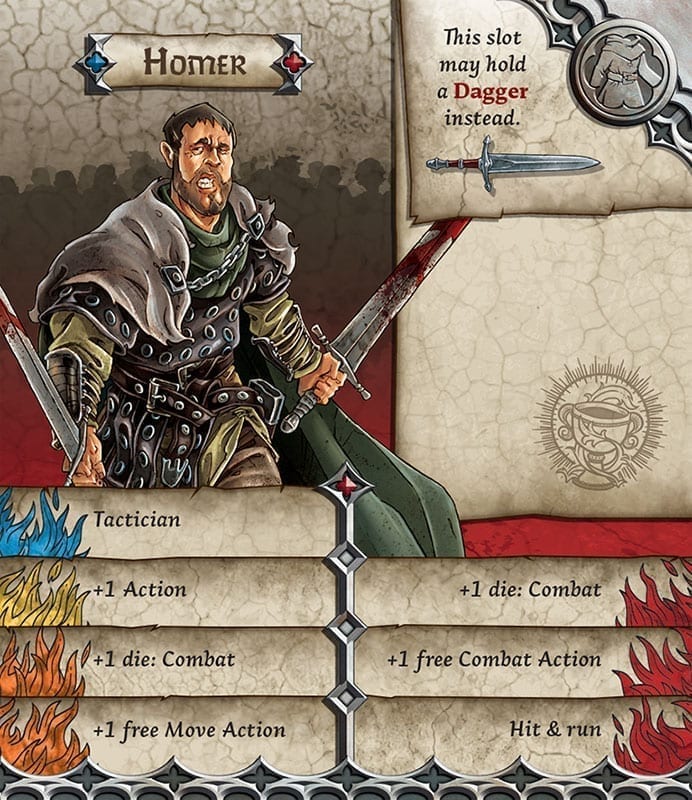 Homer
This slot
may hold
a Dagger
instead.
Tactician
+1 Action
+1 die: Combat
+1 free Move Action
+1 die: Combat
+1 free Combat Action
Hit & run